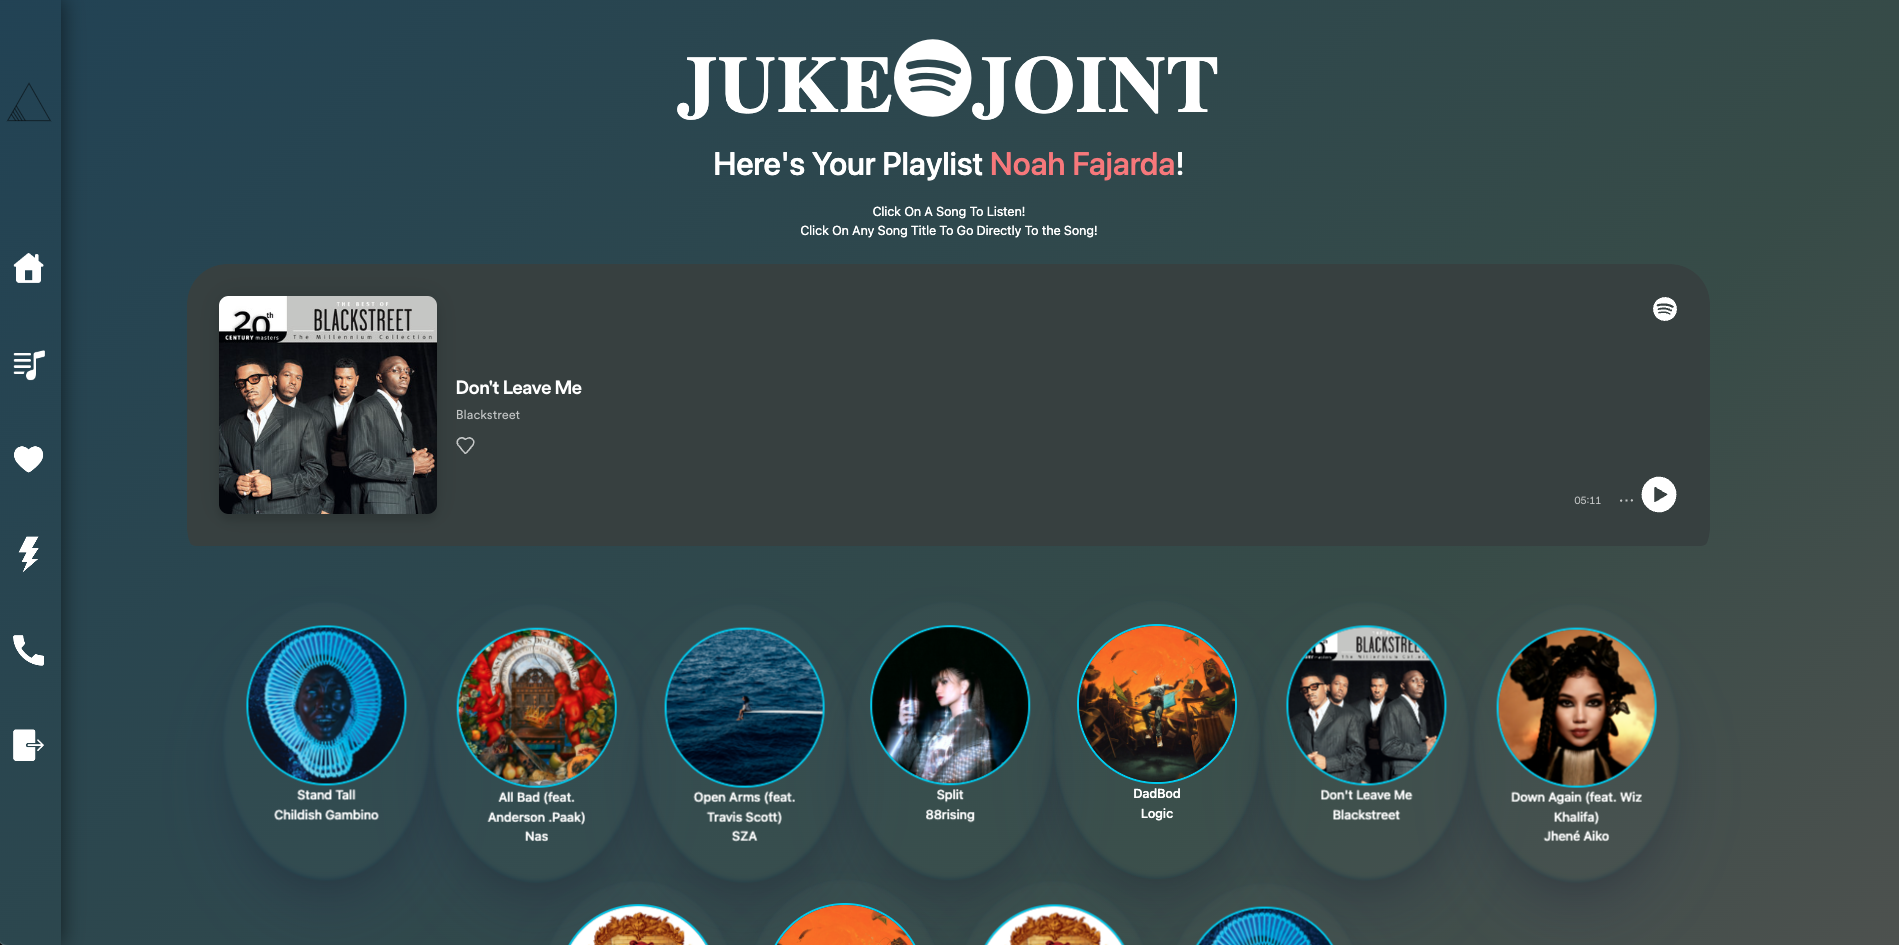 JUKE JOINT
Here's Your Playlist Noah Fajarda!
Click On A Song To Listen!
Click On Any Song Title To Go Directly To the Song!
20th
CENTURY masters
THE BEST OF
BLACKSTREET
The Millennium Collection
Don't Leave Me
Blackstreet
05:11
BLACKSTREE
Stand Tall
Childish Gambino
All Bad (feat.
Anderson .Paak)
Nas
Open Arms (feat.
Travis Scott)
SZA
Split
88rising
DadBod
Logic
Don't Leave Me
Blackstreet
Down Again (feat. Wiz
Khalifa)
Jhené Aiko